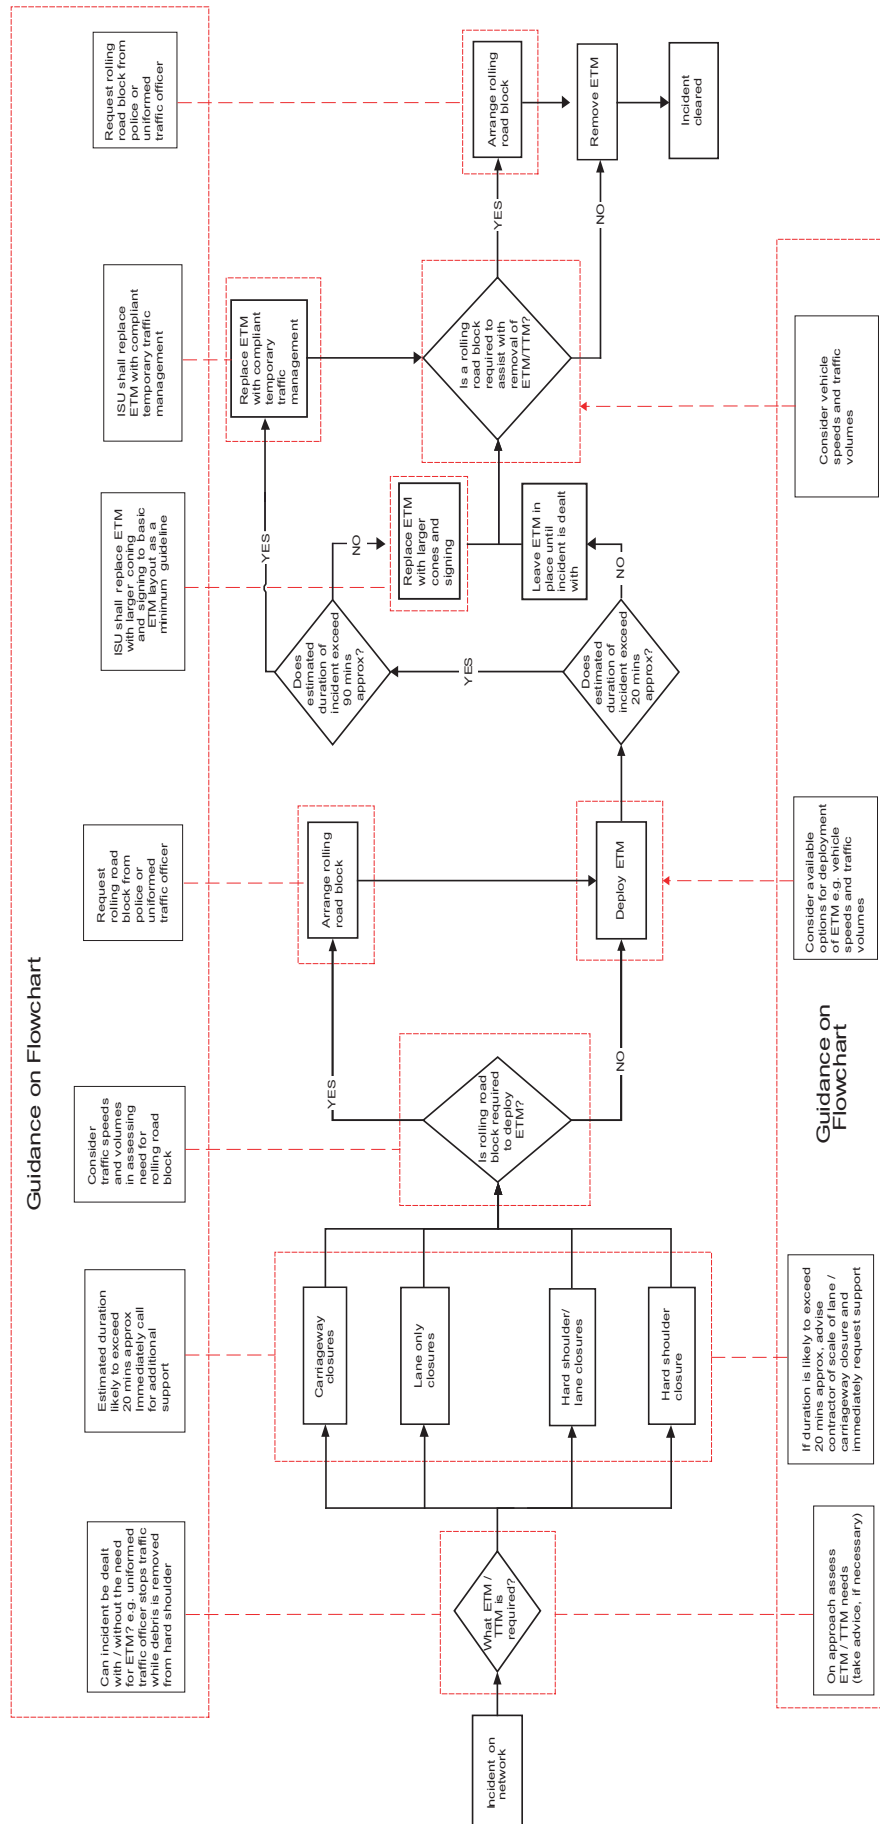 Guidance on Flowchart
Can incident be dealt
with / without the need
for ETM? e.g. uniformed
traffic officer stops traffic
while debris is removed
from hard shoulder
Estimated duration
likely to exceed
20 mins approx
Immediately call
for additional
support
Consider
traffic speeds
and volumes
in assessing
need for
rolling road
block
Request
rolling road
block from
police or
uniformed
traffic officer
ISU shall replace ETM
with larger coning
and signing to basic
ETM layout as a
minimum guideline
ISU shall replace
ETM with compliant
temporary traffic
management
Request rolling
road block from
police or
uniformed
traffic officer
Incident on
network
What ETM /
TTM is
required?
Carriageway
closures
Lane only
closures
Hard shoulder/
lane closures
Hard shoulder
closure
Is rolling road
block required
to deploy
ETM?
YES
NO
Arrange rolling
road block
Deploy ETM
Does
estimated
duration of
incident exceed
20 mins
approx?
YES
NO
Does
estimated
duration of
incident exceed
90 mins
approx?
YES
NO
Replace ETM
with larger
cones and
signing
Leave ETM in
place until
incident is dealt
with
Replace ETM
with compliant
temporary
traffic
management
Is a rolling
road block
required to
assist with
removal of
ETM/TTM?
YES
NO
Arrange rolling
road block
Remove ETM
Incident
cleared
On approach assess
ETM / TTM needs
(take advice, if necessary)
If duration is likely to exceed
20 mins approx, advise
contractor of scale of lane /
carriageway closure and
immediately request support
Guidance on
Flowchart
Consider available
options for deployment
of ETM e.g. vehicle
speeds and traffic
volumes
Consider vehicle
speeds and traffic
volumes